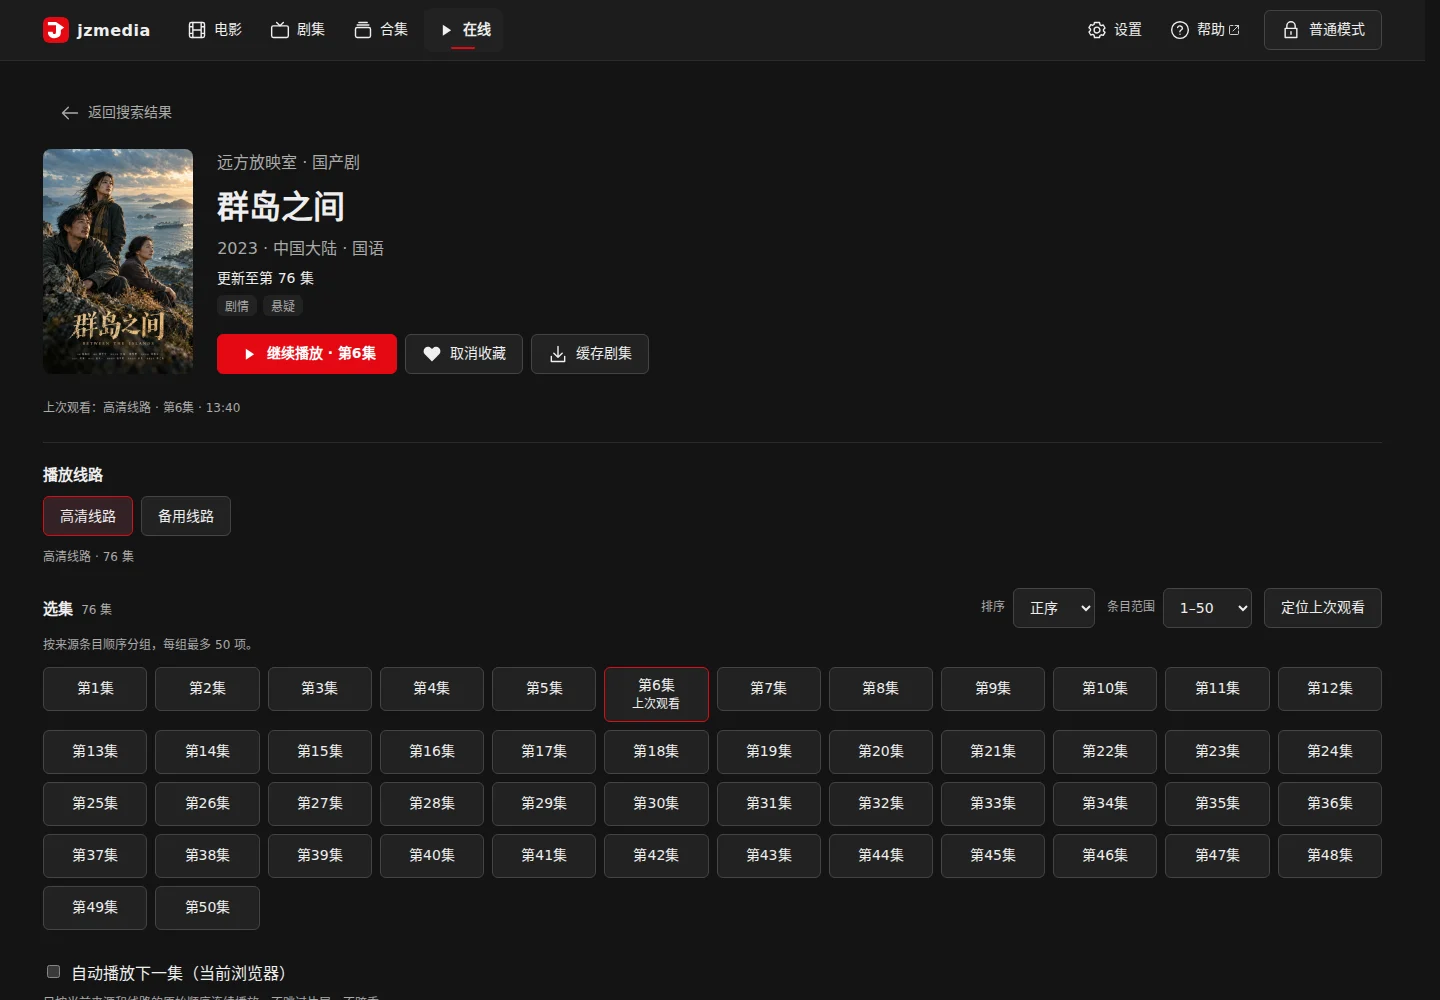 jzmedia 电影 剧集 合集 在线 设置 帮助 普通模式
返回搜索结果
远方放映室 · 国产剧
群岛之间
2023 · 中国大陆 · 国语
更新至第 76 集
剧情 悬疑
群岛之间
BETWEEN THE ISLANDS
继续播放 · 第6集 取消收藏 缓存剧集
上次观看：高清线路 · 第6集 · 13:40
播放线路
高清线路 备用线路
高清线路 · 76 集
选集 76 集 排序 正序 条目范围 1–50 定位上次观看
按来源条目顺序分组，每组最多 50 项。
第1集 第2集 第3集 第4集 第5集 第6集 第7集 第8集 第9集 第10集 第11集 第12集
上次观看
第13集 第14集 第15集 第16集 第17集 第18集 第19集 第20集 第21集 第22集 第23集 第24集
第25集 第26集 第27集 第28集 第29集 第30集 第31集 第32集 第33集 第34集 第35集 第36集
第37集 第38集 第39集 第40集 第41集 第42集 第43集 第44集 第45集 第46集 第47集 第48集
第49集 第50集
自动播放下一集（当前浏览器）